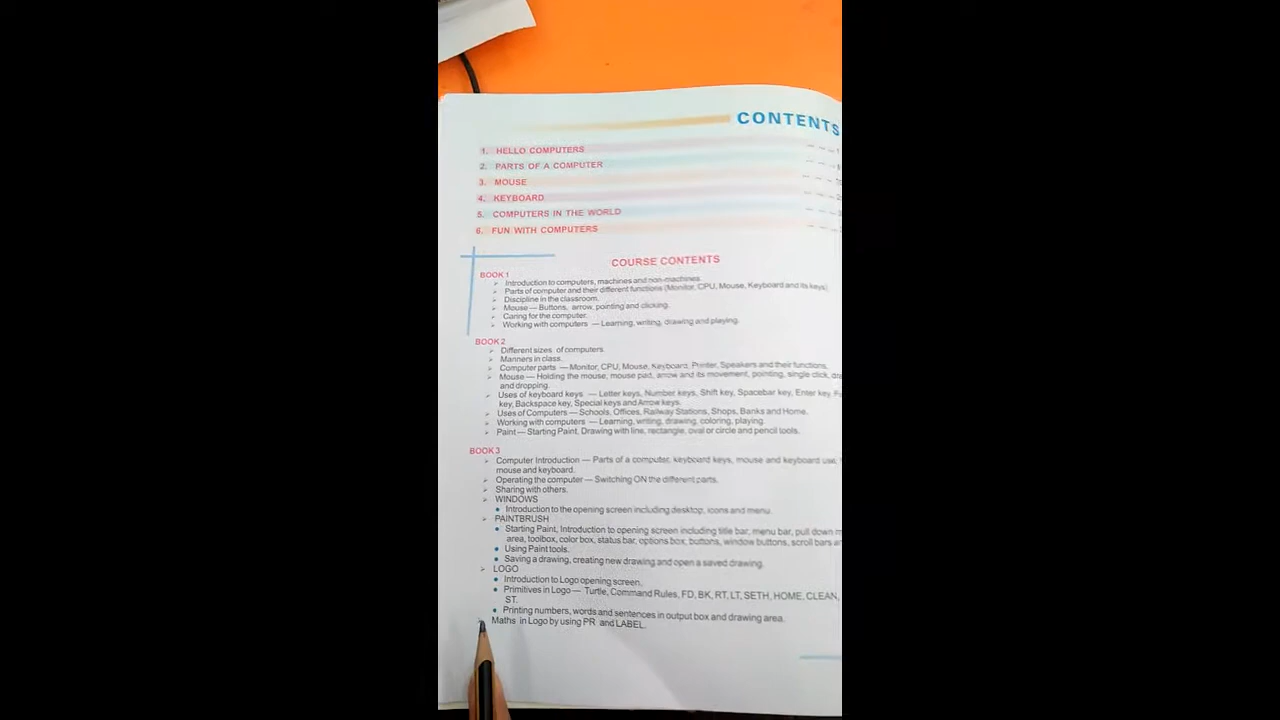 CONTENTS
1. HELLO COMPUTERS
2. PARTS OF A COMPUTER
3. MOUSE
4. KEYBOARD
5. COMPUTERS IN THE WORLD
6. FUN WITH COMPUTERS
COURSE CONTENTS
BOOK 1
➢ Introduction to computers, machines and non-machines.
➢ Parts of computer and their different functions (Monitor, CPU, Mouse, Keyboard and its keys)
➢ Discipline in the classroom.
➢ Mouse — Buttons, arrow, pointing and clicking.
➢ Caring for the computer.
➢ Working with computers — Learning, writing, drawing and playing.
BOOK 2
➢ Different sizes of computers.
➢ Manners in class.
➢ Computer parts — Monitor, CPU, Mouse, Keyboard, Printer, Speakers and their functions.
➢ Mouse — Holding the mouse, mouse pad, arrow and its movement, pointing, single click,
and dropping.
➢ Uses of keyboard keys — Letter keys, Number keys, Shift key, Spacebar key, Enter key,
key, Backspace key, Special keys and Arrow keys.
➢ Uses of Computers — Schools, Offices, Railway Stations, Shops, Banks and Home.
➢ Working with computers — Learning, writing, drawing, coloring, playing.
➢ Paint — Starting Paint, Drawing with line, rectangle, oval or circle and pencil tools.
BOOK 3
➢ Computer Introduction — Parts of a computer, keyboard keys, mouse and keyboard use,
mouse and keyboard.
➢ Operating the computer — Switching ON the different parts.
➢ Sharing with others.
➢ WINDOWS
● Introduction to the opening screen including desktop, icons and menu.
➢ PAINTBRUSH
● Starting Paint, Introduction to opening screen including title bar, menu bar, pull down
area, toolbox, color box, status bar, options box, buttons, window buttons, scroll bars
● Using Paint tools.
● Saving a drawing, creating new drawing and open a saved drawing.
➢ LOGO
● Introduction to Logo opening screen.
● Primitives in Logo — Turtle, Command Rules, FD, BK, RT, LT, SETH, HOME, CLEAN,
ST.
● Printing numbers, words and sentences in output box and drawing area.
➢ Maths in Logo by using PR and LABEL.